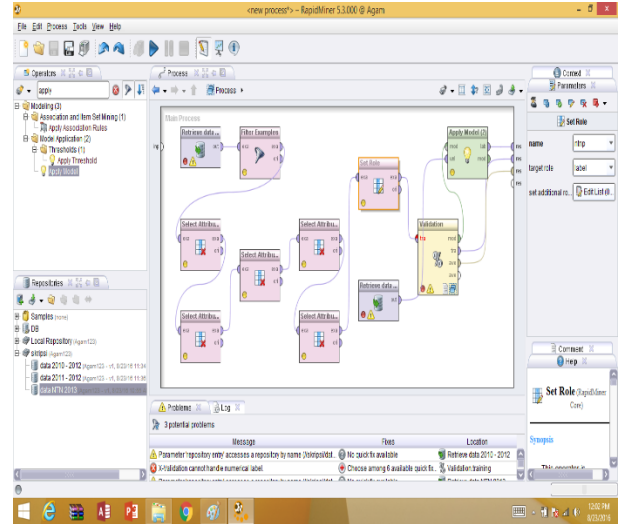 <new process*> – RapidMiner 5.3.000 @ Agam
File Edit Process Tools View Help
Operators
apply
Modeling (3)
Association and Item Set Mining (1)
Apply Association Rules
Model Application (2)
Thresholds (1)
Apply Threshold
Apply Model
Repositories
Samples (none)
DB
Local Repository (Agam123)
skripsi (Agam123)
data 2010 - 2012
data 2011 - 2012
data NTN 2013
Process
Process
Main Process
Retrieve data ...
Filter Examples
Select Attribu...
Select Attribu...
Select Attribu...
Select Attribu...
Select Attribu...
Set Role
Retrieve data ...
Apply Model (2)
Validation
Problems
Log
3 potential problems
Message
Fixes
Location
No quick fix available
Retrieve data 2010 - 2012
X-Validation cannot handle numerical label
Choose among 6 available quick fix...
Validation.training
Parameters
Set Role
name
target role
label
set additional ro...
Edit List (0...
Comment
Help
Set Role (RapidMiner Core)
Synopsis
This operator is
12:02 PM
8/23/2016